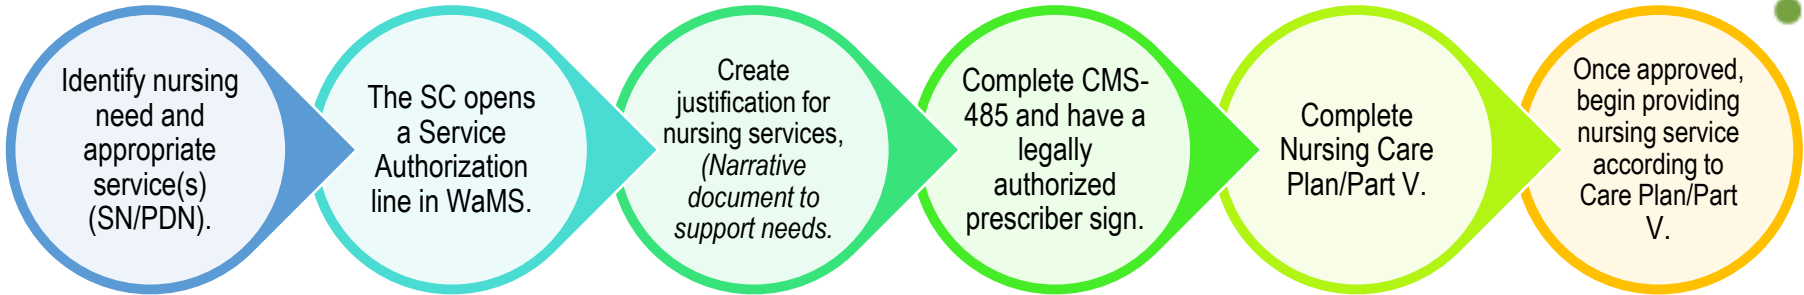 Identify nursing
need and
appropriate
service(s)
(SN/PDN).
The SC opens
a Service
Authorization
line in WaMS.
Create
justification for
nursing services,
(Narrative
document to
support needs.
Complete CMS-
485 and have a
legally
authorized
prescriber sign.
Complete
Nursing Care
Plan/Part V.
Once approved,
begin providing
nursing service
according to
Care Plan/Part
V.